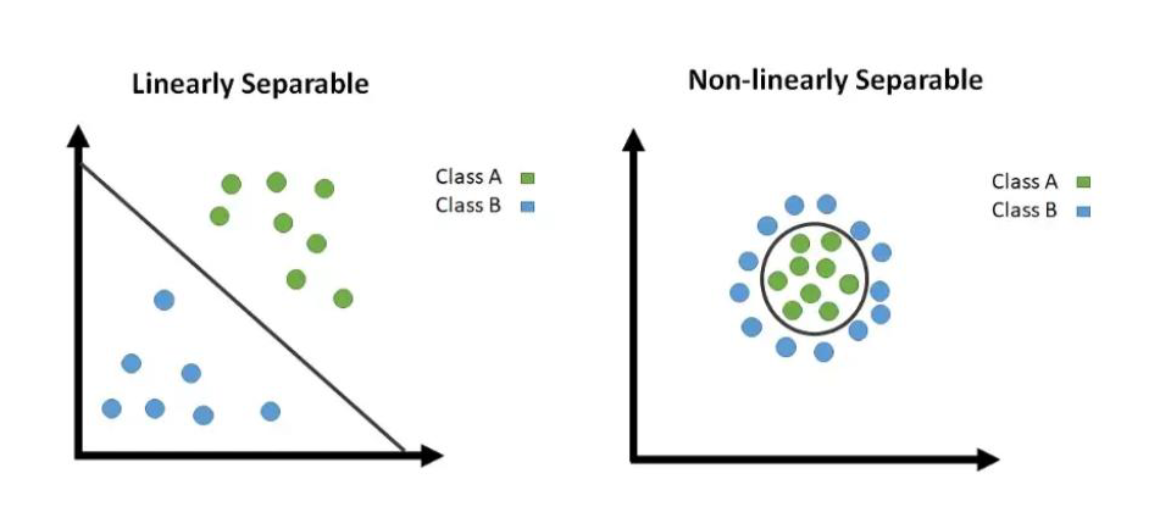 Linearly Separable
Class A
Class B
Non-linearly Separable
Class A
Class B